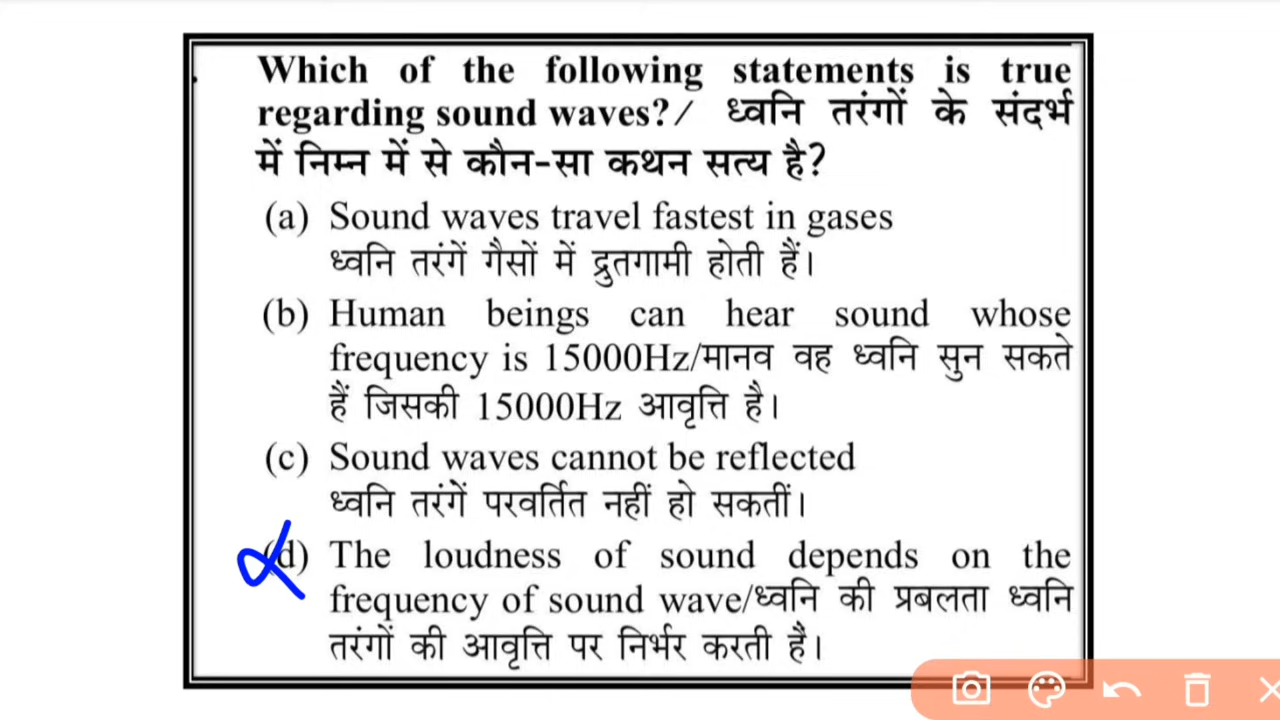 Which of the following statements is true
regarding sound waves?/ ध्वनि तरंगों के संदर्भ
में निम्न में से कौन-सा कथन सत्य है?
(a) Sound waves travel fastest in gases
ध्वनि तरंगें गैसों में द्रुतगामी होती हैं।
(b) Human beings can hear sound whose
frequency is 15000Hz/मानव वह ध्वनि सुन सकते
हैं जिसकी 15000Hz आवृत्ति है।
(c) Sound waves cannot be reflected
ध्वनि तरंगें परवर्तित नहीं हो सकतीं।
(d) The loudness of sound depends on the
frequency of sound wave/ध्वनि की प्रबलता ध्वनि
तरंगों की आवृत्ति पर निर्भर करती है।